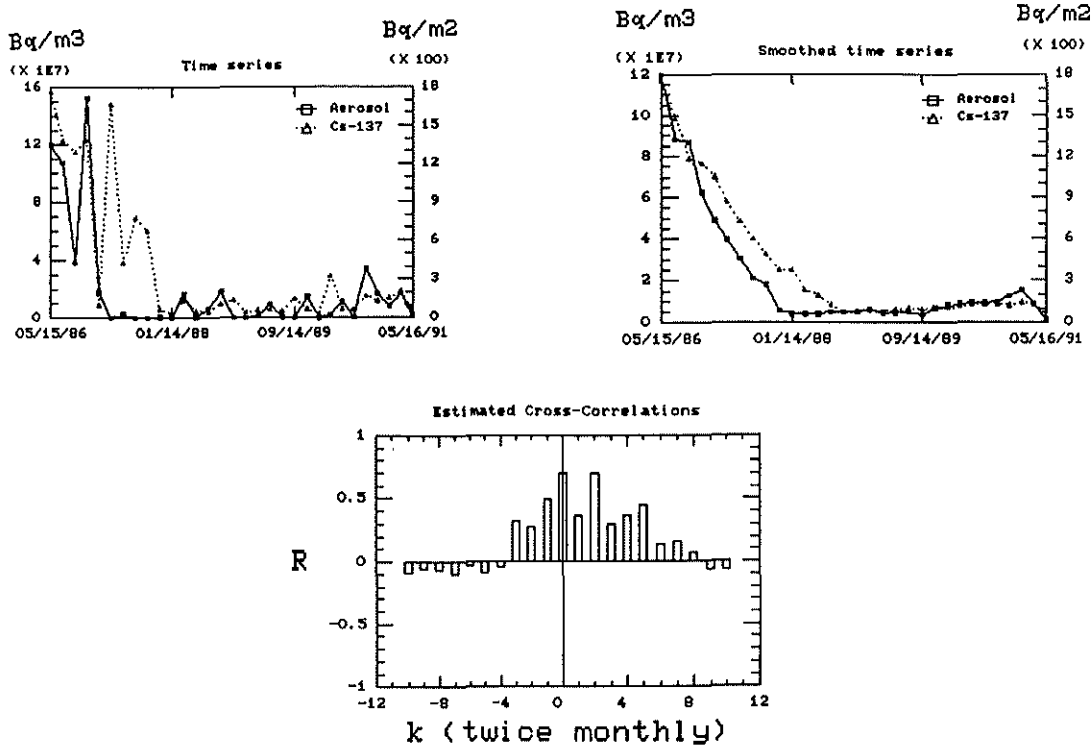 Bq/m3
Bq/m2
(X 1E7)
Time series
(X 100)
16
12
8
4
0
18
15
12
9
6
3
0
Aerosol
Cs-137
05/15/86
01/14/88
09/14/89
05/16/91
Bq/m3
Bq/m2
(X 1E7)
Smoothed time series
(X 100)
12
10
8
6
4
2
0
18
15
12
9
6
3
0
Aerosol
Cs-137
05/15/86
01/14/88
09/14/89
05/16/91
Estimated Cross-Correlations
1
0.5
0
-0.5
-1
R
-12
-8
-4
0
4
8
12
k (twice monthly)